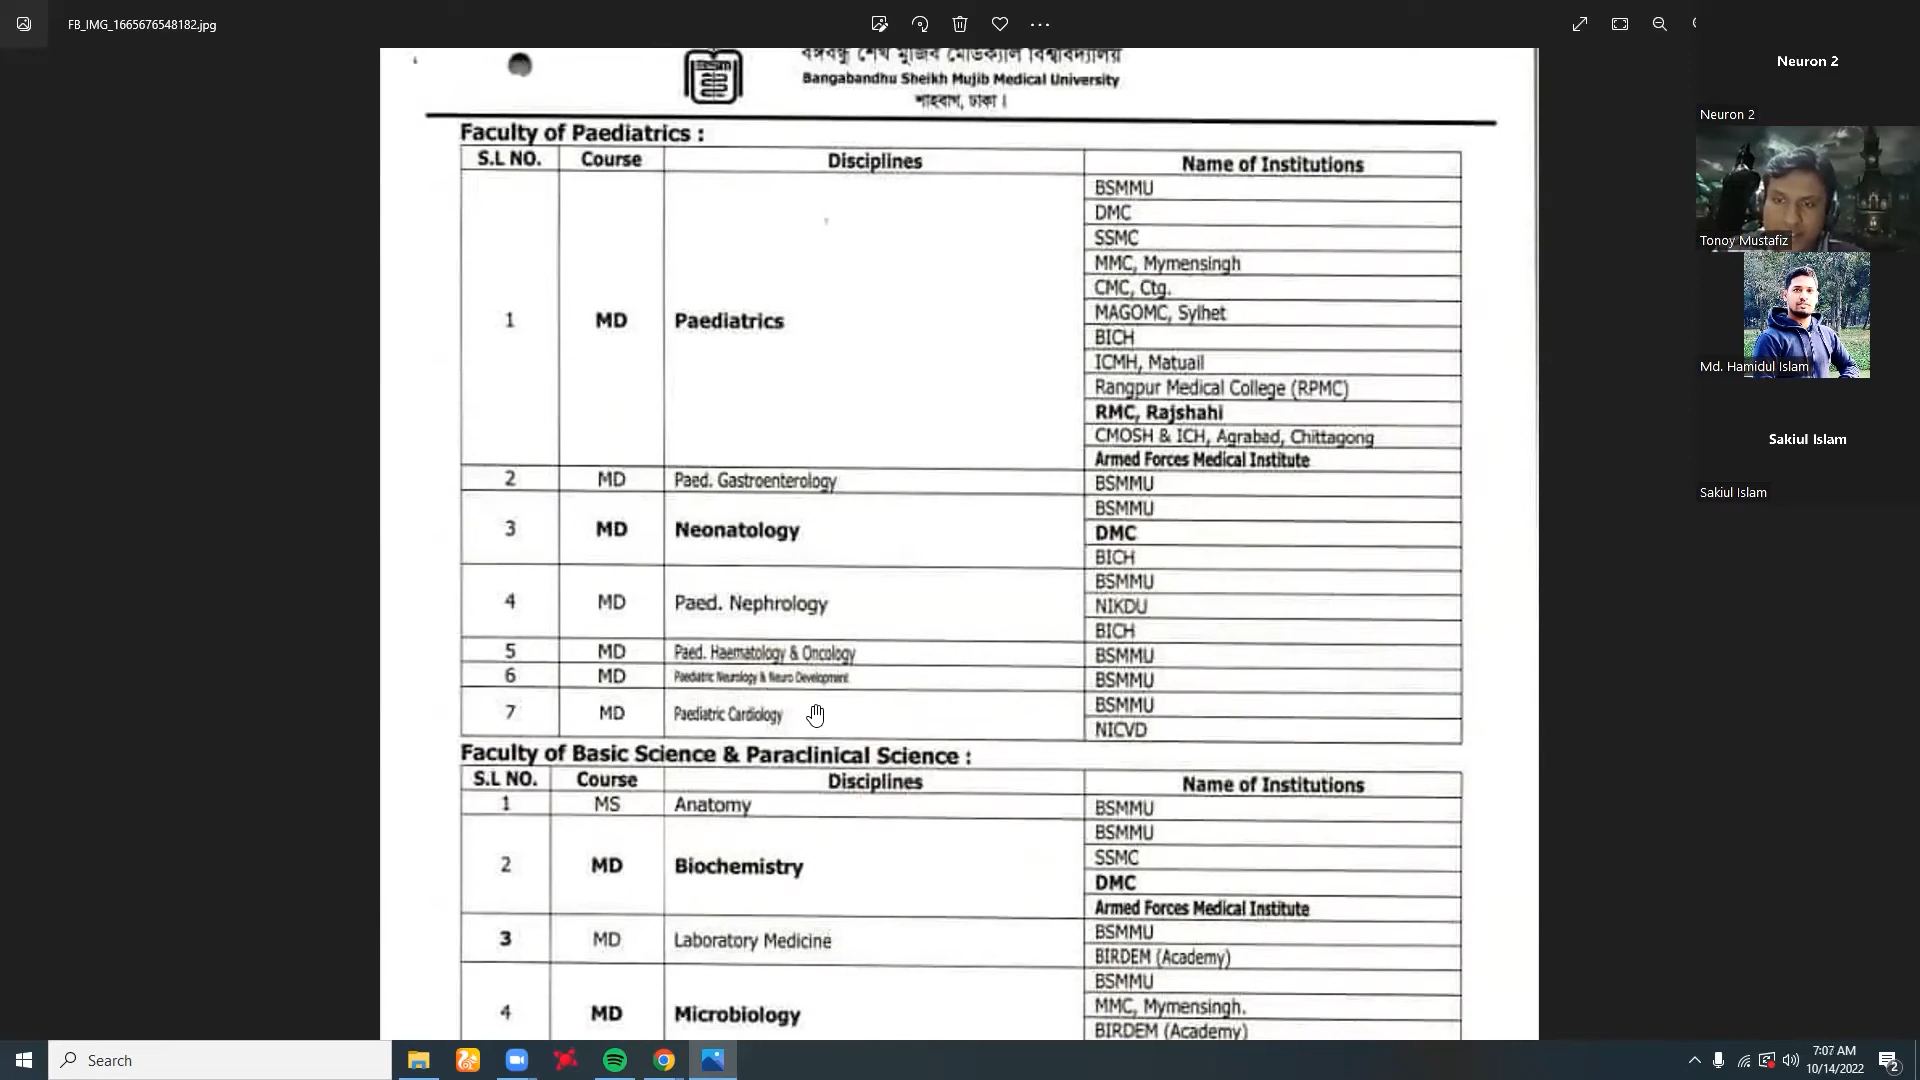 FB_IMG_1665676548182.jpg
বঙ্গবন্ধু শেখ মুজিব মেডিক্যাল বিশ্ববিদ্যালয়
Bangabandhu Sheikh Mujib Medical University
শাহবাগ, ঢাকা।
Faculty of Paediatrics :
S.L NO. Course Disciplines Name of Institutions
1 MD Paediatrics
BSMMU
DMC
SSMC
MMC, Mymensingh
CMC, Ctg.
MAGOMC, Sylhet
BICH
ICMH, Matuail
Rangpur Medical College (RPMC)
RMC, Rajshahi
CMOSH & ICH, Agrabad, Chittagong
Armed Forces Medical Institute
2 MD Paed. Gastroenterology BSMMU
3 MD Neonatology
BSMMU
DMC
BICH
4 MD Paed. Nephrology
BSMMU
NIKDU
BICH
5 MD Paed. Haematology & Oncology BSMMU
6 MD Paediatric Neurology & Neuro Development BSMMU
7 MD Paediatric Cardiology
BSMMU
NICVD
Faculty of Basic Science & Paraclinical Science :
S.L NO. Course Disciplines Name of Institutions
1 MS Anatomy BSMMU
2 MD Biochemistry
BSMMU
SSMC
DMC
Armed Forces Medical Institute
3 MD Laboratory Medicine
BSMMU
BIRDEM (Academy)
4 MD Microbiology
BSMMU
MMC, Mymensingh.
BIRDEM (Academy)
Neuron 2
Neuron 2
Tonoy Mustafiz
Md. Hamidul Islam
Sakiul Islam
Sakiul Islam
Search
7:07 AM
10/14/2022
2